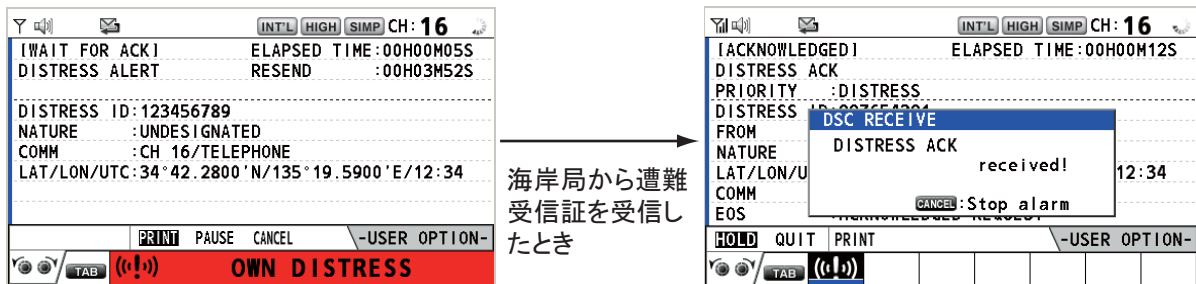 INT'L HIGH SIMP CH: 16
[WAIT FOR ACK] ELAPSED TIME:00H00M05S
DISTRESS ALERT RESEND :00H03M52S
DISTRESS ID:123456789
NATURE :UNDESIGNATED
COMM :CH 16/TELEPHONE
LAT/LON/UTC:34°42.2800'N/135°19.5900'E/12:34
PRINT PAUSE CANCEL -USER OPTION-
TAB OWN DISTRESS
海岸局から遭難
受信証を受信し
たとき
INT'L HIGH SIMP CH: 16
[ACKNOWLEDGED] ELAPSED TIME:00H00M12S
DISTRESS ACK
PRIORITY :DISTRESS
DISTRESS
DSC RECEIVE
FROM
DISTRESS ACK
NATURE
received!
LAT/LON/U 12:34
COMM
CANCEL:Stop alarm
EOS
HOLD QUIT PRINT -USER OPTION-
TAB